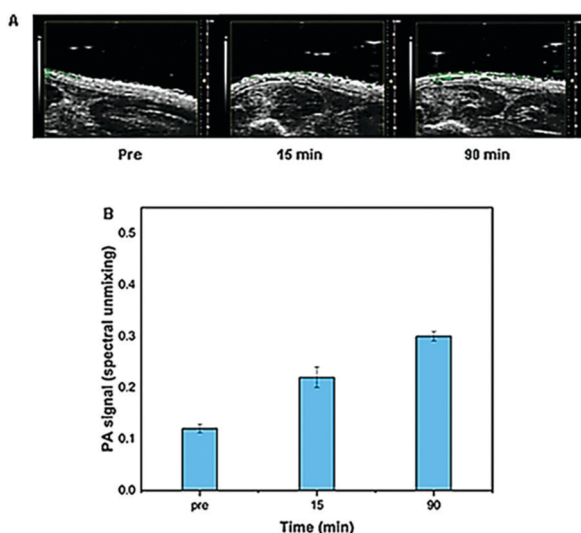 A
Pre 15 min 90 min
B
PA signal (spectral unmixing)
0.5
0.4
0.3
0.2
0.1
0.0
pre 15 90
Time (min)